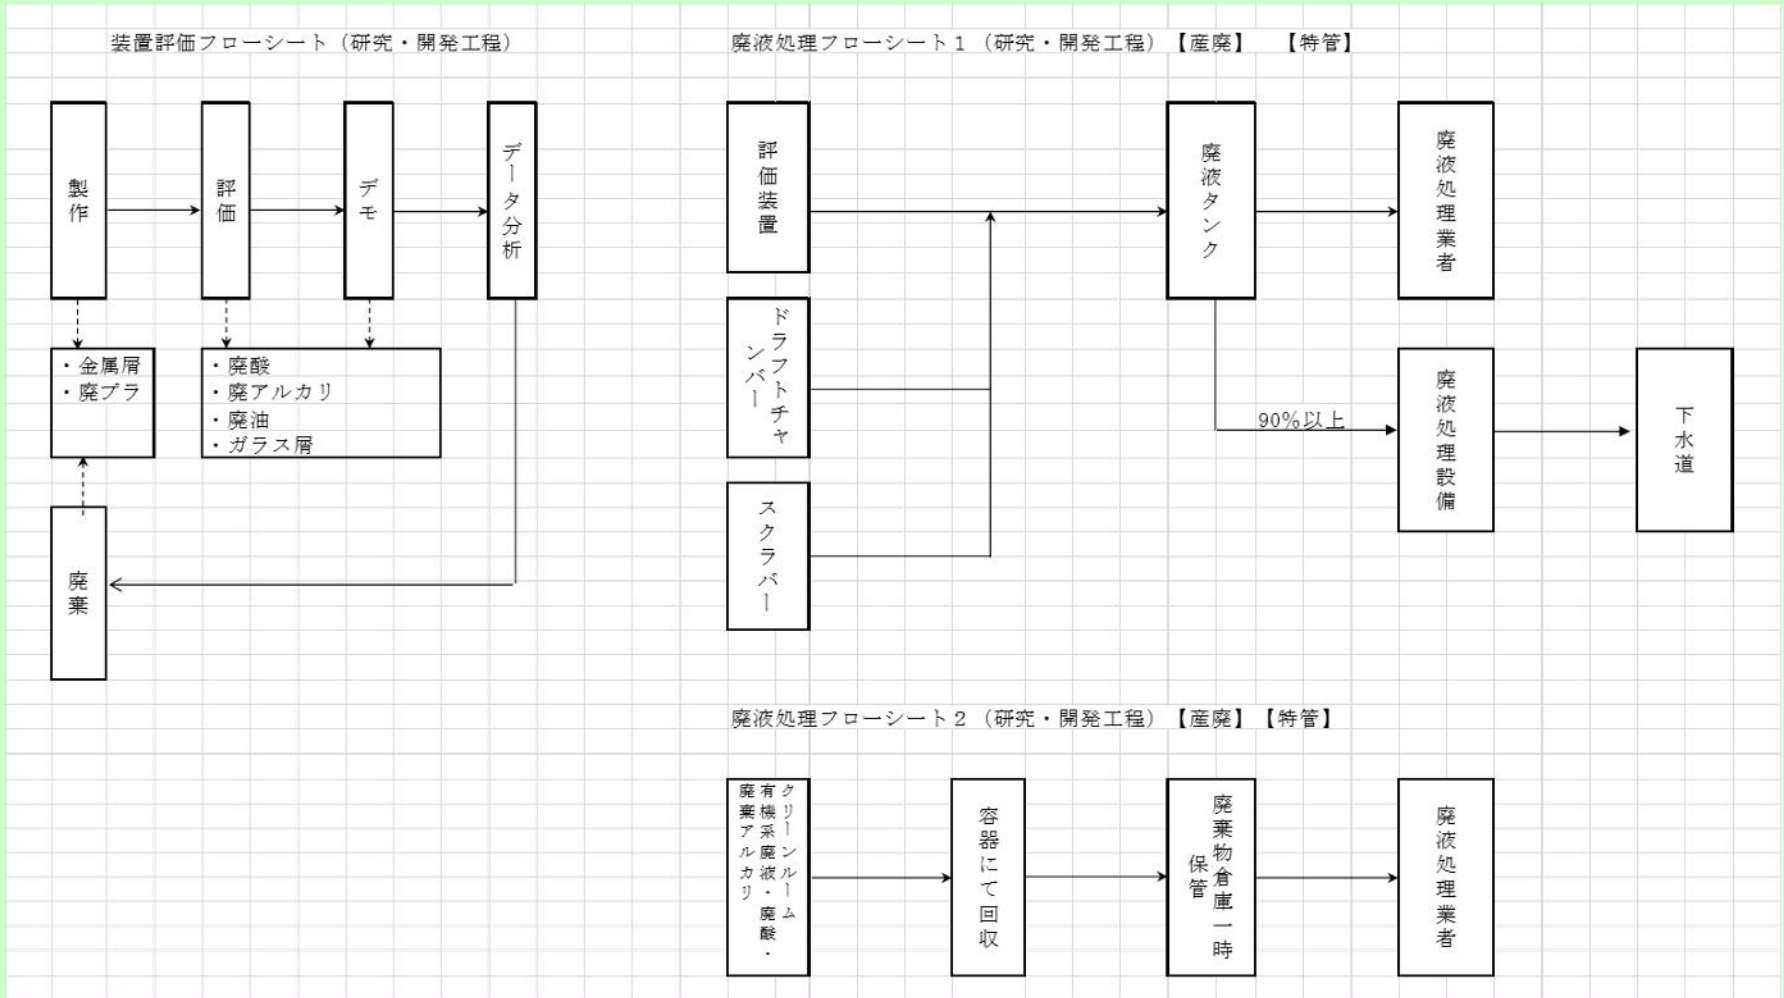 装置評価フローシート（研究・開発工程）
製作
評価
デモ
データ分析
・金属屑
・廃プラ
・廃酸
・廃アルカリ
・廃油
・ガラス屑
廃棄
廃液処理フローシート１（研究・開発工程）【産廃】　【特管】
評価装置
ドラフトチャ
ンバー
スクラバー
廃液タンク
廃液処理業者
90%以上
廃液処理設備
下水道
廃液処理フローシート２（研究・開発工程）【産廃】【特管】
クリーンルーム
有機系廃液・廃酸・
廃棄アルカリ
容器にて回収
廃棄物倉庫一時
保管
廃液処理業者